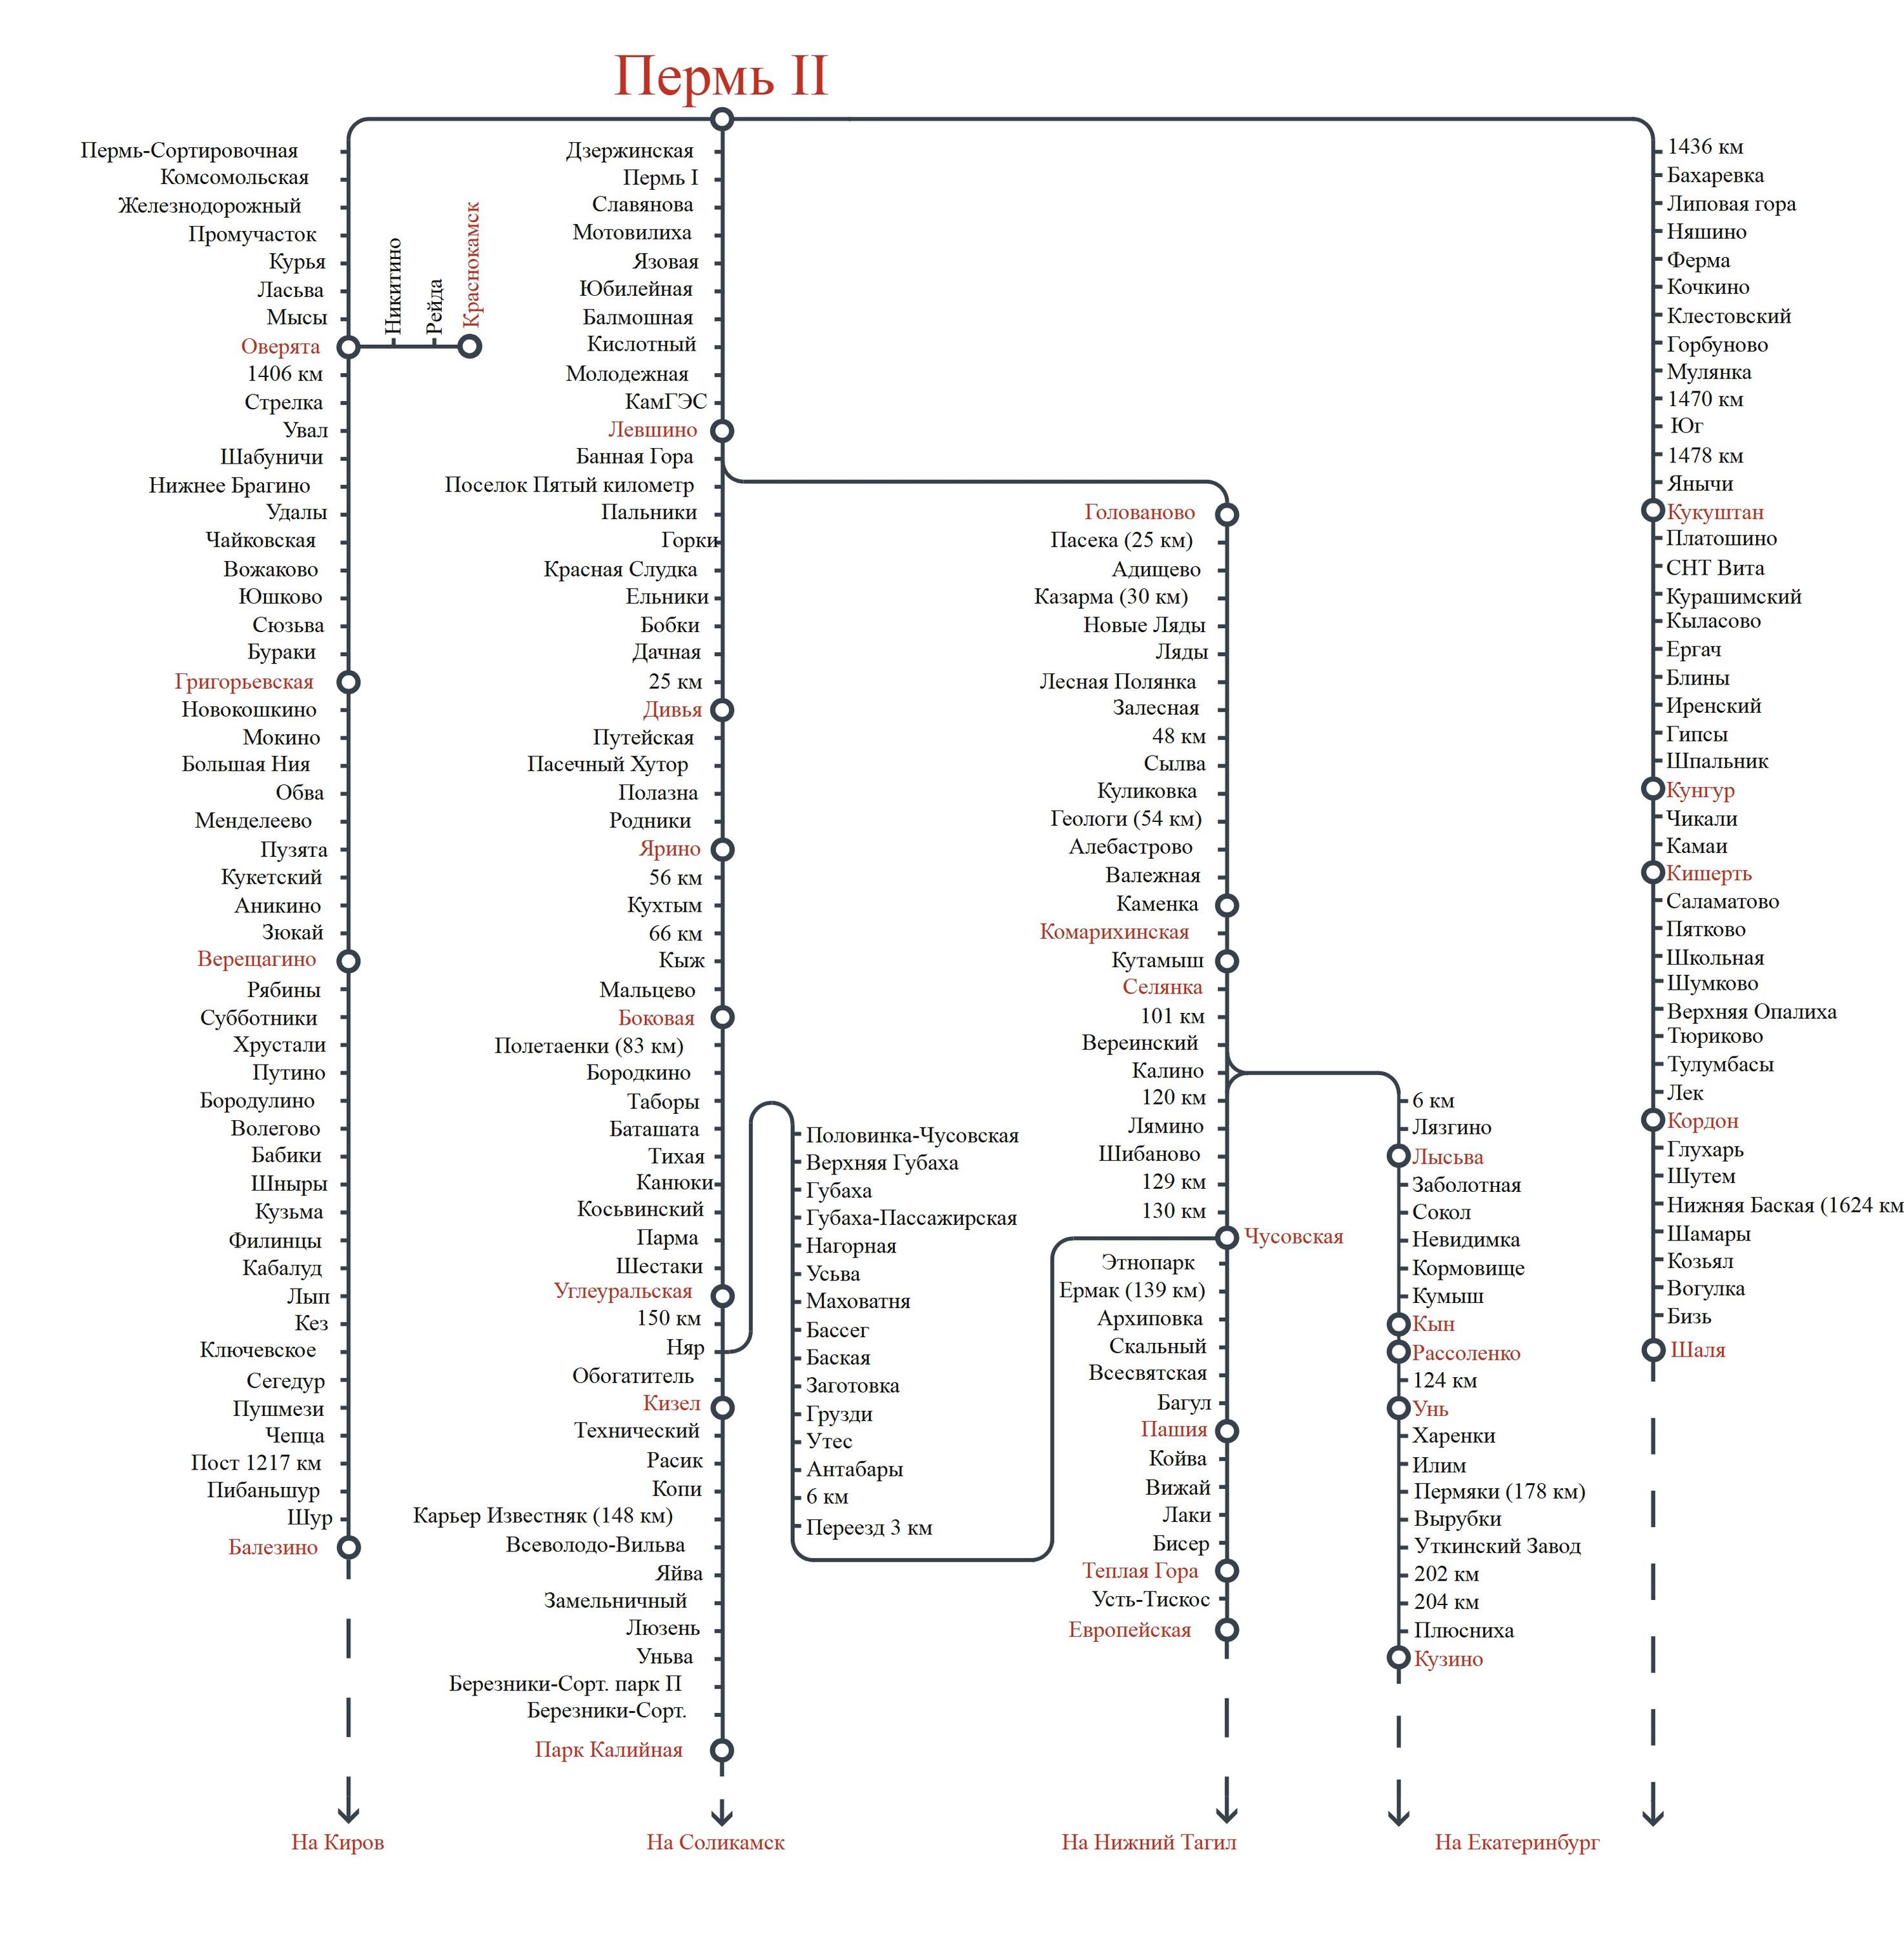 Пермь II
Пермь-Сортировочная
Комсомольская
Железнодорожный
Промучасток
Курья
Ласьва
Мысы
Оверята
1406 км
Стрелка
Увал
Шабуничи
Нижнее Брагино
Удалы
Чайковская
Вожаково
Юшково
Сюзьва
Бураки
Григорьевская
Новокошкино
Мокино
Большая Ния
Обва
Менделеево
Пузята
Кукетский
Аникино
Зюкай
Верещагино
Рябины
Субботники
Хрустали
Путино
Бородулино
Волегово
Бабики
Шныры
Кузьма
Филинцы
Кабалуд
Лып
Кез
Ключевское
Сегедур
Пушмези
Чепца
Пост 1217 км
Пибаньшур
Шур
Балезино
На Киров
Никитино
Рейда
Краснокамск
Дзержинская
Пермь I
Славянова
Мотовилиха
Язовая
Юбилейная
Балмошная
Кислотный
Молодежная
КамГЭС
Левшино
Банная Гора
Поселок Пятый километр
Пальники
Горки
Красная Слудка
Ельники
Бобки
Дачная
25 км
Дивья
Путейская
Пасечный Хутор
Полазна
Родники
Ярино
56 км
Кухтым
66 км
Кыж
Мальцево
Боковая
Полетаенки (83 км)
Бородкино
Таборы
Баташата
Тихая
Канюки
Косьвинский
Парма
Шестаки
Углеуральская
150 км
Няр
Обогатитель
Кизел
Технический
Расик
Копи
Карьер Известняк (148 км)
Всеволодо-Вильва
Яйва
Замельничный
Люзень
Уньва
Березники-Сорт. парк П
Березники-Сорт.
Парк Калийная
На Соликамск
Половинка-Чусовская
Верхняя Губаха
Губаха
Губаха-Пассажирская
Нагорная
Усьва
Маховатня
Бассег
Баская
Заготовка
Грузди
Утес
Антабары
6 км
Переезд 3 км
Голованово
Пасека (25 км)
Адищево
Казарма (30 км)
Новые Ляды
Ляды
Лесная Полянка
Залесная
48 км
Сылва
Куликовка
Геологи (54 км)
Алебастрово
Валежная
Каменка
Комарихинская
Кутамыш
Селянка
101 км
Вереинский
Калино
120 км
Лямино
Шибаново
129 км
130 км
Чусовская
Этнопарк
Ермак (139 км)
Архиповка
Скальный
Всесвятская
Багул
Пашия
Койва
Вижай
Лаки
Бисер
Теплая Гора
Усть-Тискос
Европейская
На Нижний Тагил
6 км
Лязгино
Лысьва
Заболотная
Сокол
Невидимка
Кормовище
Кумыш
Кын
Рассоленко
124 км
Унь
Харенки
Илим
Пермяки (178 км)
Вырубки
Уткинский Завод
202 км
204 км
Плюсниха
Кузино
На Екатеринбург
1436 км
Бахаревка
Липовая гора
Няшино
Ферма
Кочкино
Клестовский
Горбуново
Мулянка
1470 км
Юг
1478 км
Янычи
Кукуштан
Платошино
СНТ Вита
Курашимский
Кыласово
Ергач
Блины
Иренский
Гипсы
Шпальник
Кунгур
Чикали
Камаи
Кишерть
Саламатово
Пятково
Школьная
Шумково
Верхняя Опалиха
Тюриково
Тулумбасы
Лек
Кордон
Глухарь
Шутем
Нижняя Баская (1624 км
Шамары
Козьял
Вогулка
Бизь
Шаля